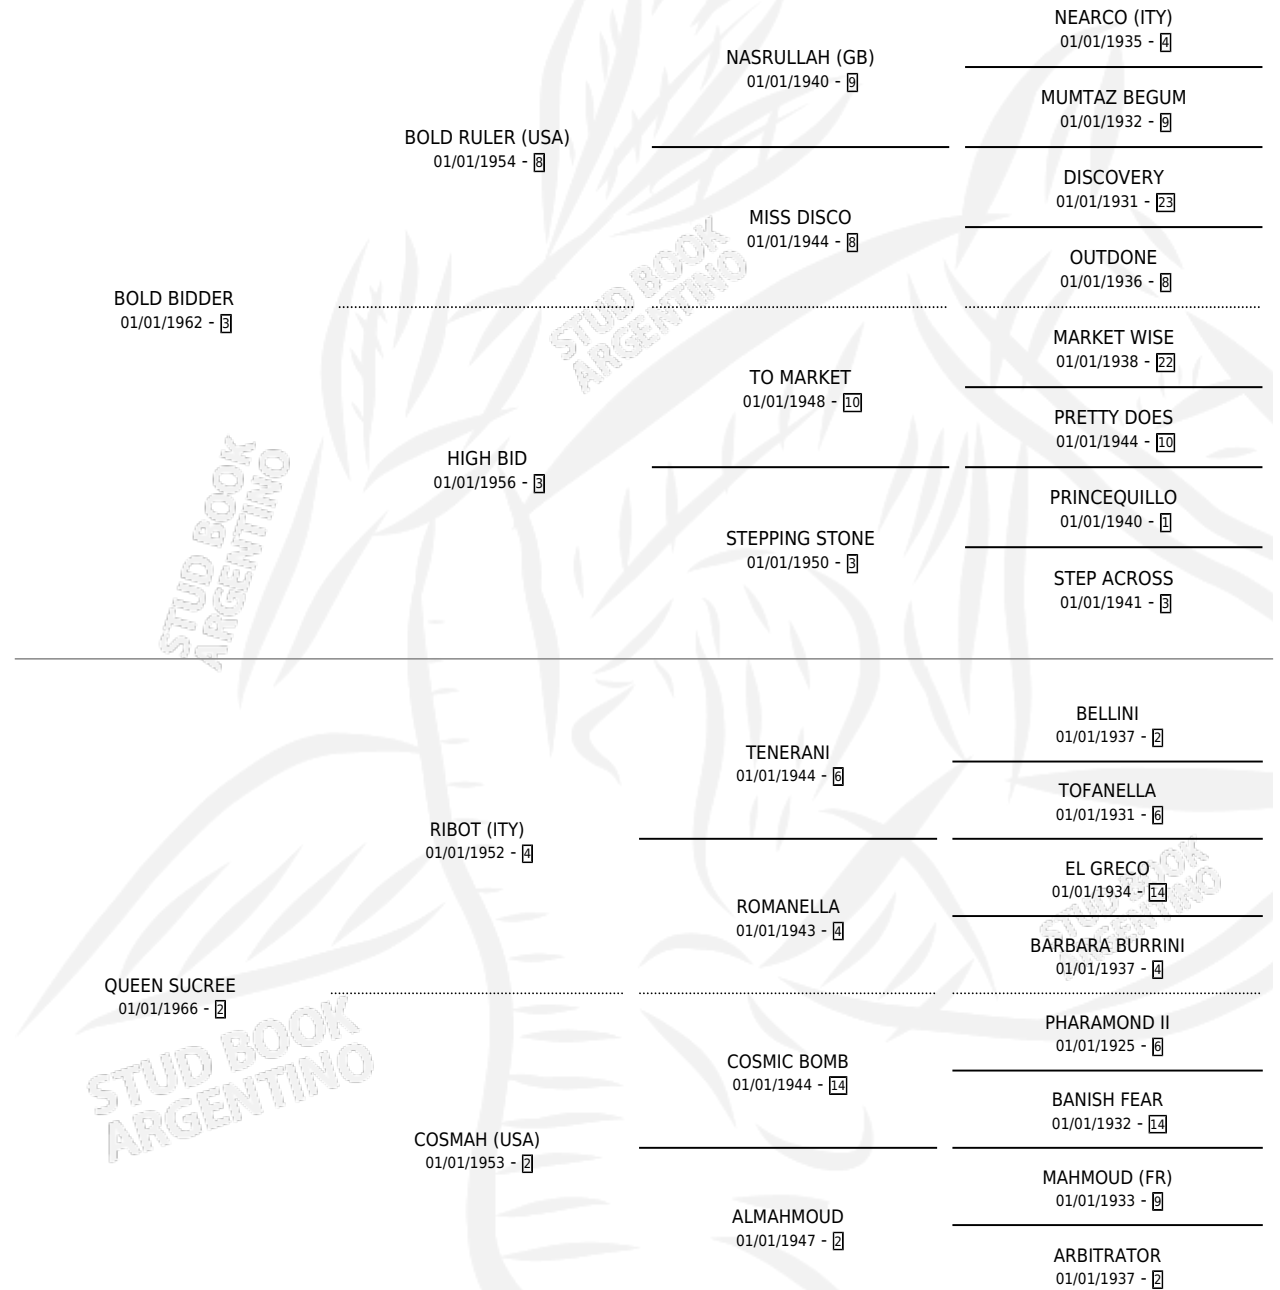 NEARCO (ITY)
01/01/1935 - 4
NASRULLAH (GB)
01/01/1940 - 9
MUMTAZ BEGUM
01/01/1932 - 9
BOLD RULER (USA)
01/01/1954 - 8
DISCOVERY
01/01/1931 - 23
MISS DISCO
01/01/1944 - 8
OUTDONE
01/01/1936 - 8
BOLD BIDDER
01/01/1962 - 3
MARKET WISE
01/01/1938 - 22
TO MARKET
01/01/1948 - 10
PRETTY DOES
01/01/1944 - 10
HIGH BID
01/01/1956 - 3
PRINCEQUILLO
01/01/1940 - 1
STEPPING STONE
01/01/1950 - 3
STEP ACROSS
01/01/1941 - 3
BELLINI
01/01/1937 - 2
TENERANI
01/01/1944 - 6
TOFANELLA
01/01/1931 - 6
RIBOT (ITY)
01/01/1952 - 4
EL GRECO
01/01/1934 - 14
ROMANELLA
01/01/1943 - 4
BARBARA BURRINI
01/01/1937 - 4
QUEEN SUCREE
01/01/1966 - 2
PHARAMOND II
01/01/1925 - 6
COSMIC BOMB
01/01/1944 - 14
BANISH FEAR
01/01/1932 - 14
COSMAH (USA)
01/01/1953 - 2
MAHMOUD (FR)
01/01/1933 - 9
ALMAHMOUD
01/01/1947 - 2
ARBITRATOR
01/01/1937 - 2
STUD BOOK
ARGENTINO
STUD BOOK
ARGENTINO
STUD BOOK
ARGENTINO
STUD BOOK
ARGENTINO